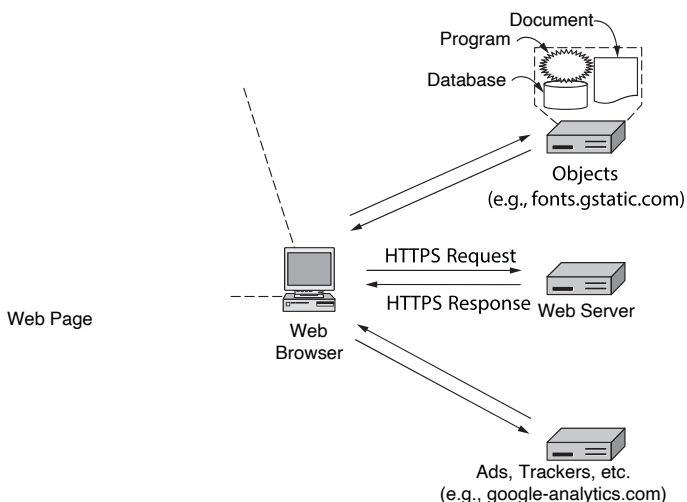 Document
Program
Database
Objects
(e.g., fonts.gstatic.com)
HTTPS Request
HTTPS Response
Web Server
Web Page
Web
Browser
Ads, Trackers, etc.
(e.g., google-analytics.com)